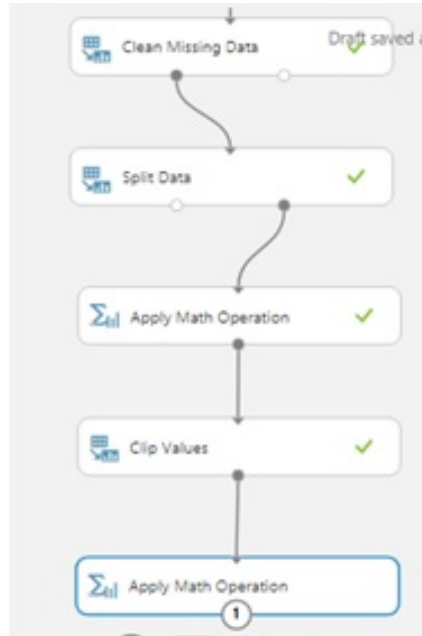 Clean Missing Data
Draft saved a
Split Data
Apply Math Operation
Clip Values
Apply Math Operation
1